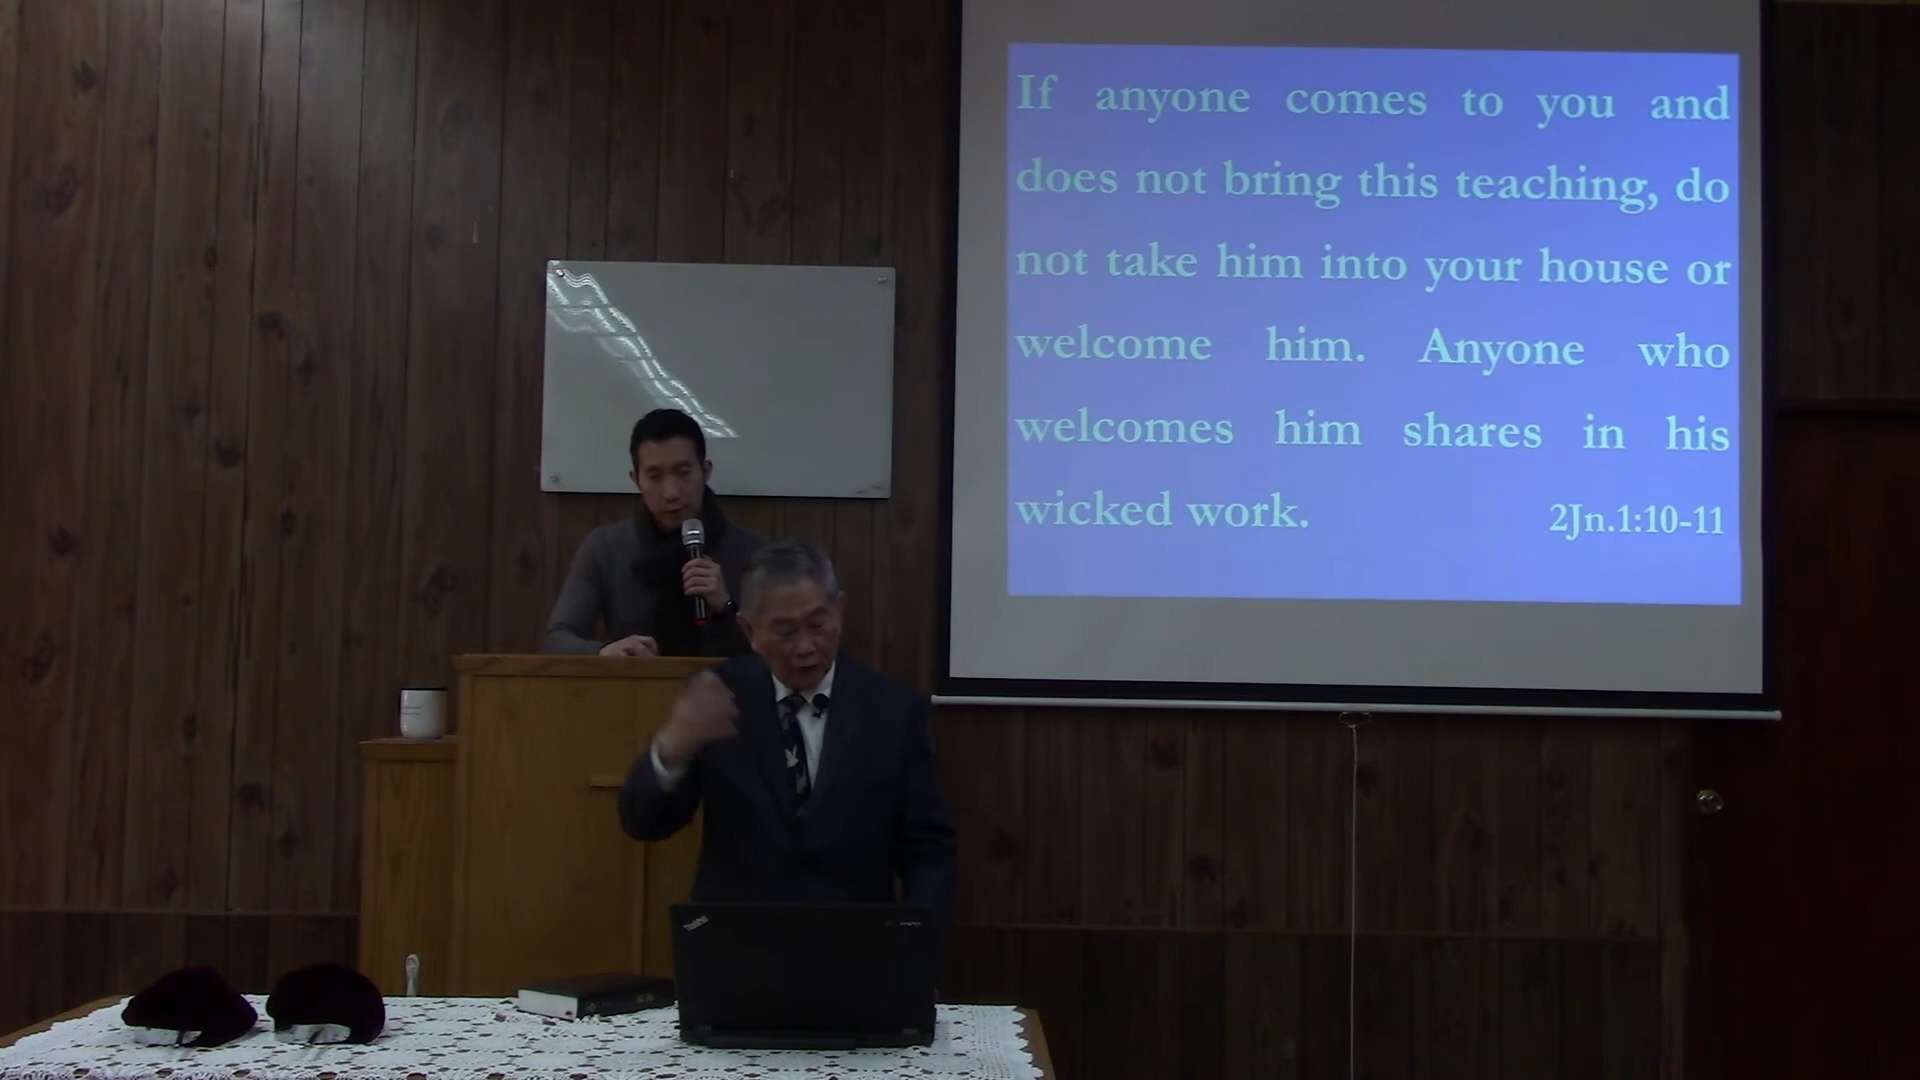 If anyone comes to you and
does not bring this teaching, do
not take him into your house or
welcome him. Anyone who
welcomes him shares in his
wicked work. 2Jn.1:10-11
ThinkPad